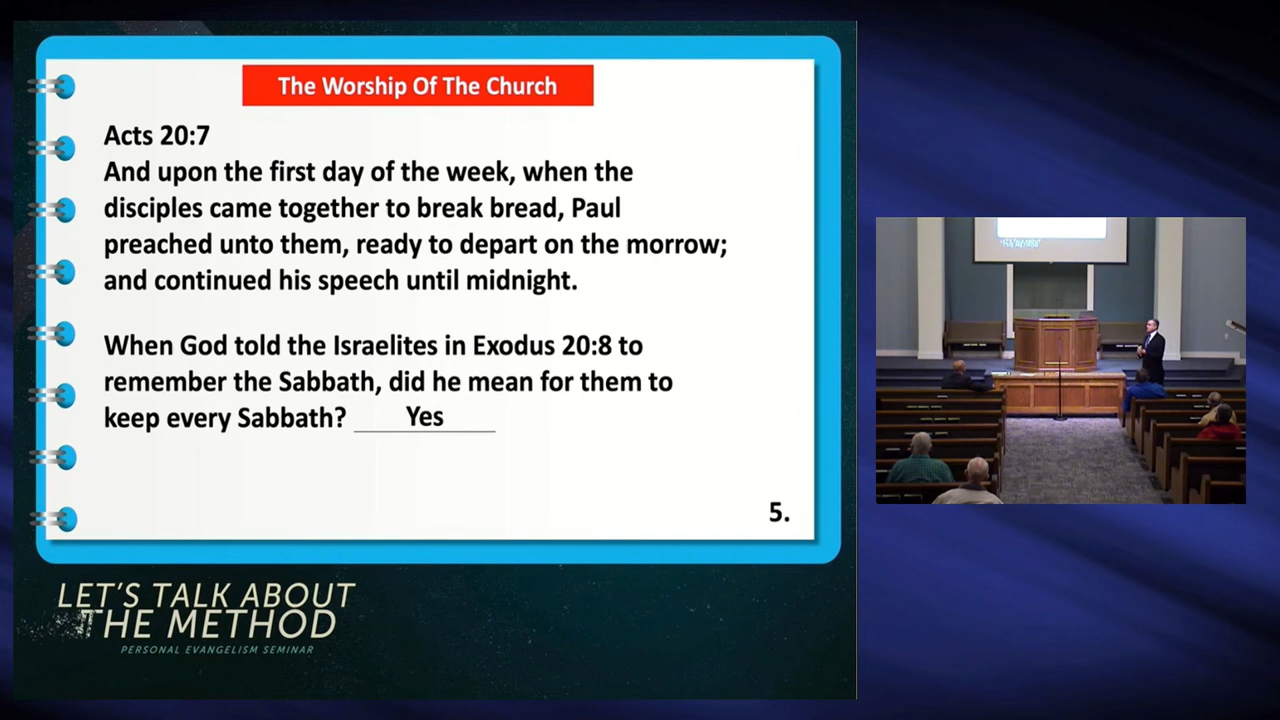 The Worship Of The Church
Acts 20:7
And upon the first day of the week, when the
disciples came together to break bread, Paul
preached unto them, ready to depart on the morrow;
and continued his speech until midnight.
When God told the Israelites in Exodus 20:8 to
remember the Sabbath, did he mean for them to
keep every Sabbath? Yes
5.
LET'S TALK ABOUT
THE METHOD
PERSONAL EVANGELISM SEMINAR